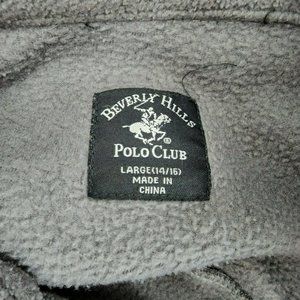 BEVERLY HILLS
POLO CLUB
LARGE(14/16)
MADE IN
CHINA